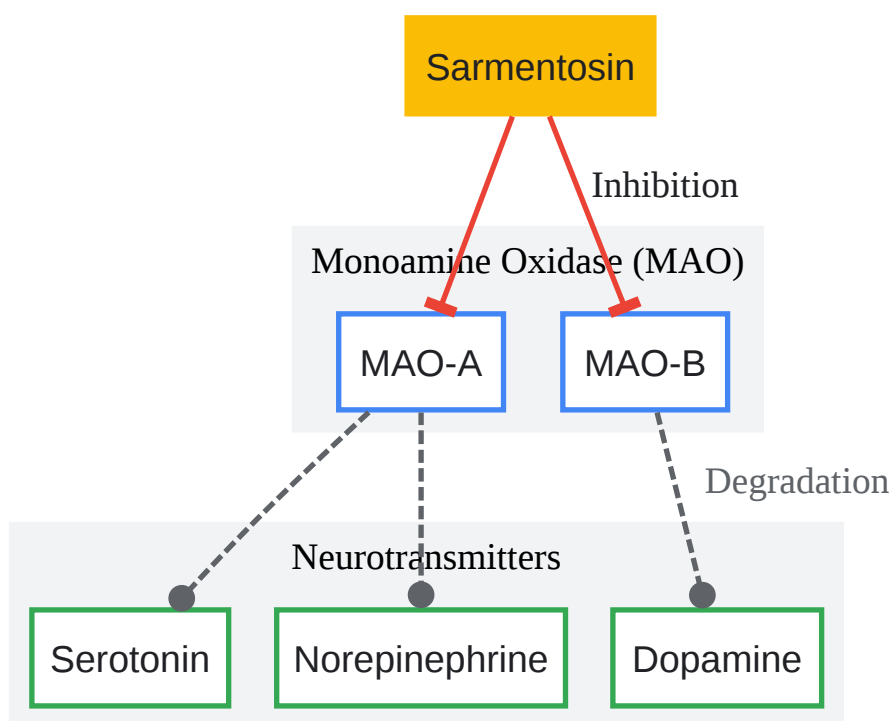 Sarmentosin
Inhibition
Monoamine Oxidase (MAO)
MAO-A
MAO-B
Degradation
Neurotransmitters
Serotonin
Norepinephrine
Dopamine